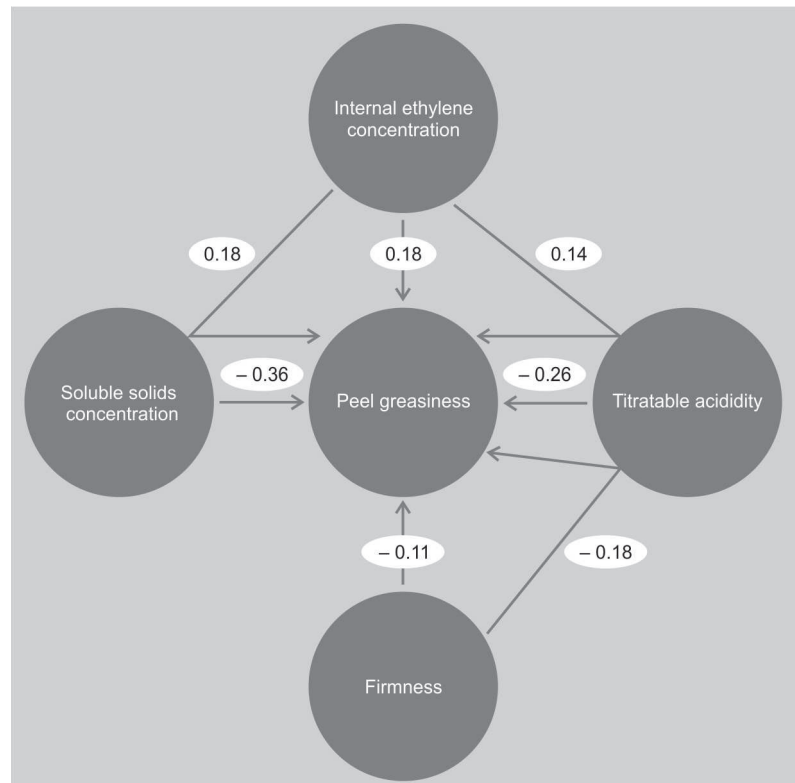 Internal ethylene
concentration
0.18
0.18
0.14
Soluble solids
concentration
– 0.36
Peel greasiness
– 0.26
Titratable acididity
– 0.11
– 0.18
Firmness